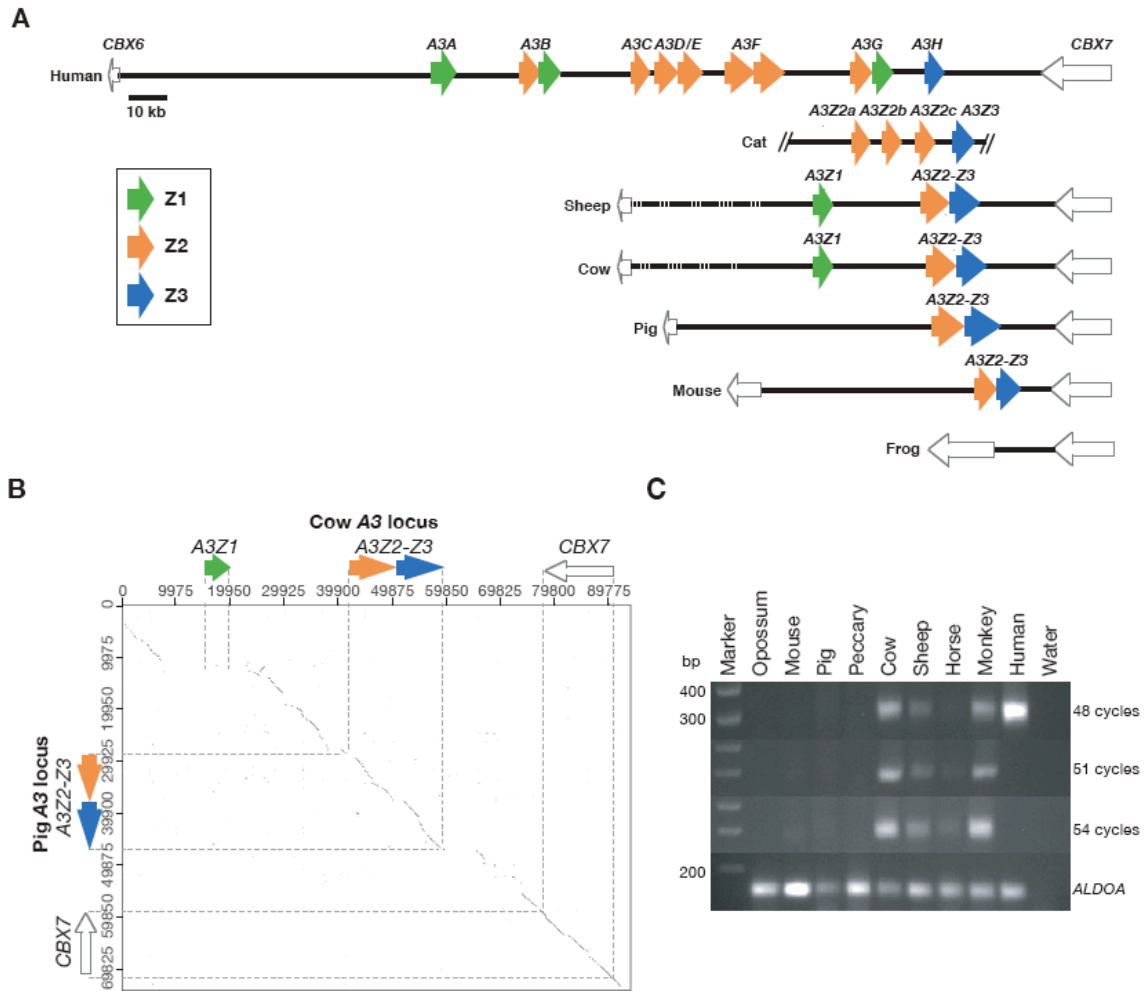 A
CBX6 A3A A3B A3C A3D/E A3F A3G A3H CBX7
Human
10 kb
A3Z2a A3Z2b A3Z2c A3Z3
Cat
Z1
Z2
Z3
A3Z1 A3Z2-Z3
Sheep
A3Z1 A3Z2-Z3
Cow
A3Z2-Z3
Pig
A3Z2-Z3
Mouse
Frog
B
Cow A3 locus
A3Z1 A3Z2-Z3 CBX7
0 9975 19950 29925 39900 49875 59850 69825 79800 89775
Pig A3 locus
A3Z2-Z3
CBX7
0 9975 19950 29925 39900 49875 59850 69825
C
Marker Opossum Mouse Pig Peccary Cow Sheep Horse Monkey Human Water
bp
400
300
200
48 cycles
51 cycles
54 cycles
ALDOA